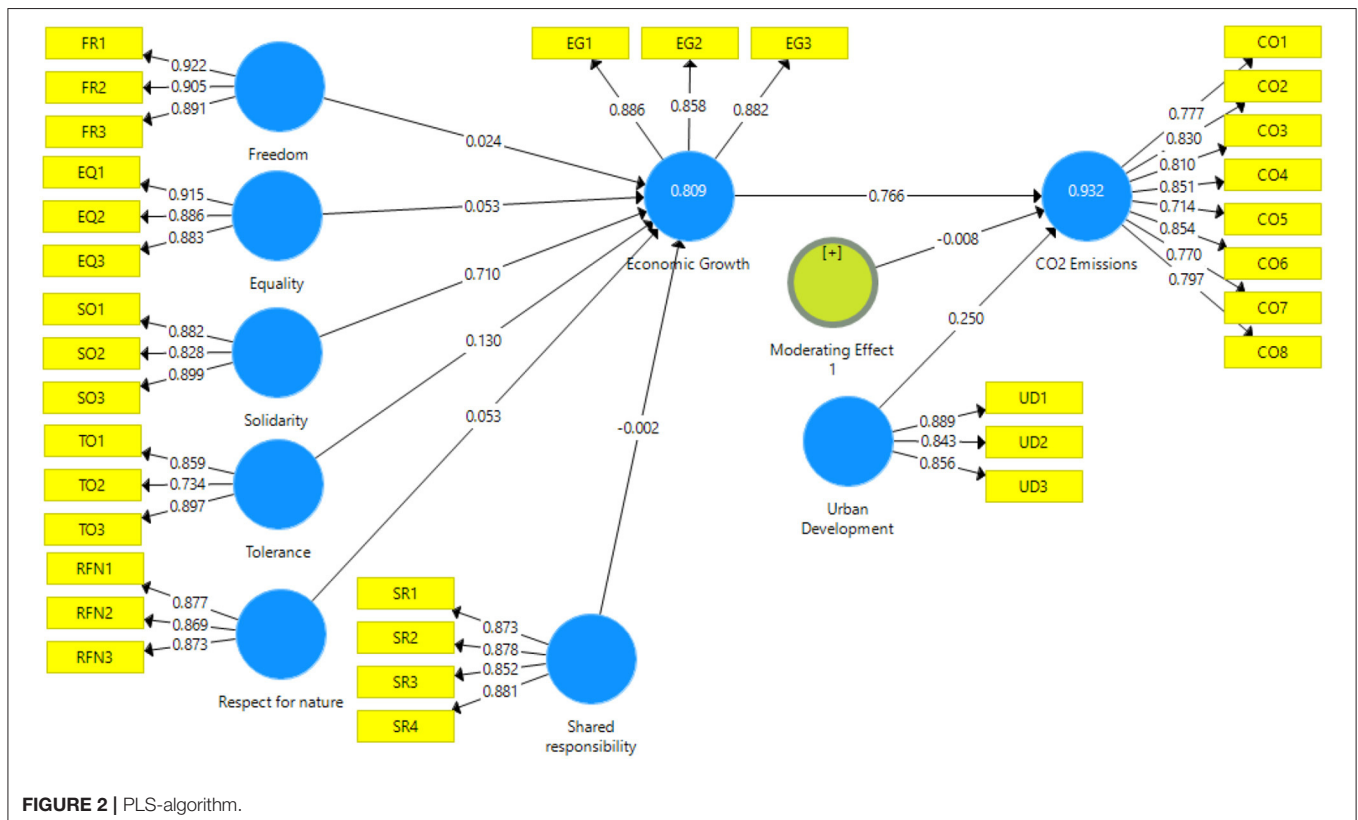 FR1
FR2
FR3
0.922
0.905
0.891
Freedom
EQ1
EQ2
EQ3
0.915
0.886
0.883
Equality
SO1
SO2
SO3
0.882
0.828
0.899
Solidarity
TO1
TO2
TO3
0.859
0.734
0.897
Tolerance
RFN1
RFN2
RFN3
0.877
0.869
0.873
Respect for nature
SR1
SR2
SR3
SR4
0.873
0.878
0.852
0.881
Shared
responsibility
0.024
0.053
0.710
0.130
0.053
-0.002
EG1
EG2
EG3
0.886
0.858
0.882
0.809
Economic Growth
0.766
-0.008
0.250
[+]
Moderating Effect
1
Urban
Development
0.889
0.843
0.856
UD1
UD2
UD3
0.932
CO2 Emissions
0.777
0.830
0.810
0.851
0.714
0.854
0.770
0.797
CO1
CO2
CO3
CO4
CO5
CO6
CO7
CO8
FIGURE 2 | PLS-algorithm.